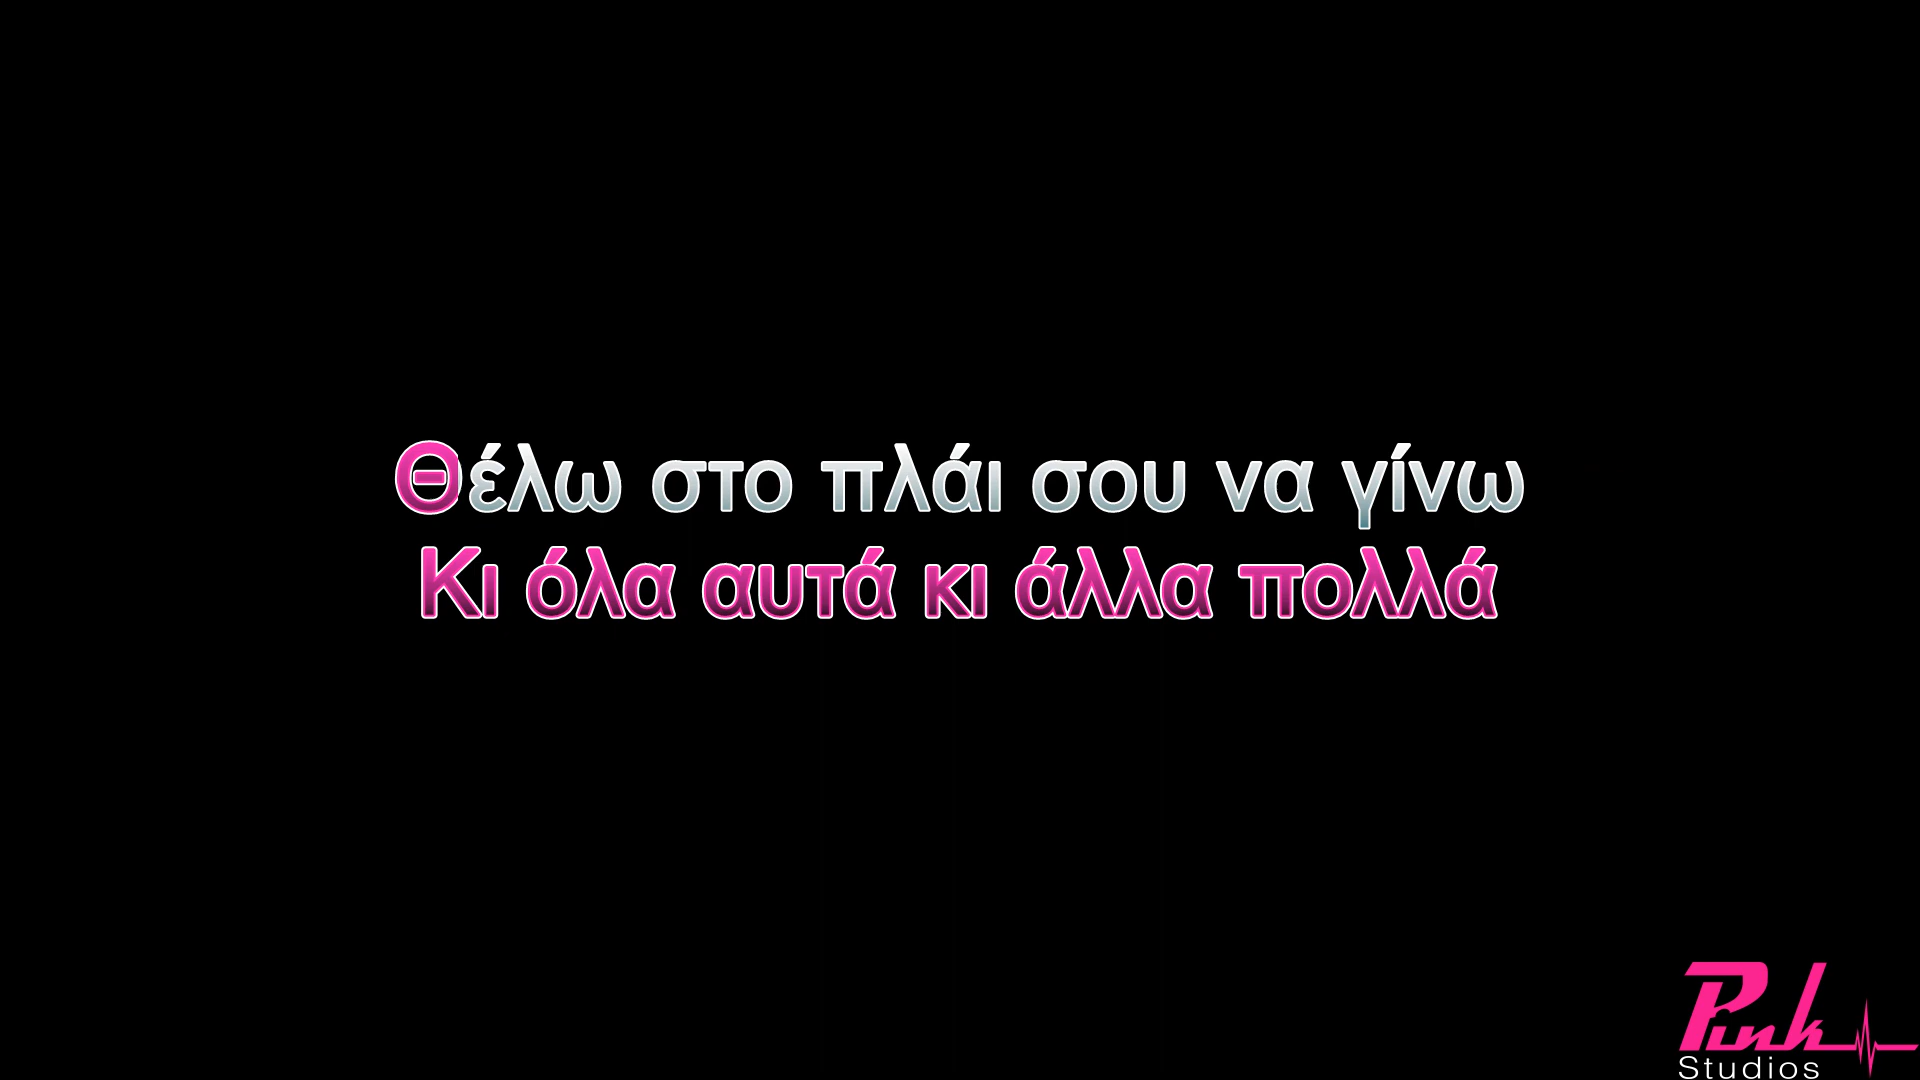 Θέλω στο πλάι σου να γίνω
Κι όλα αυτά κι άλλα πολλά
Pink
Studios